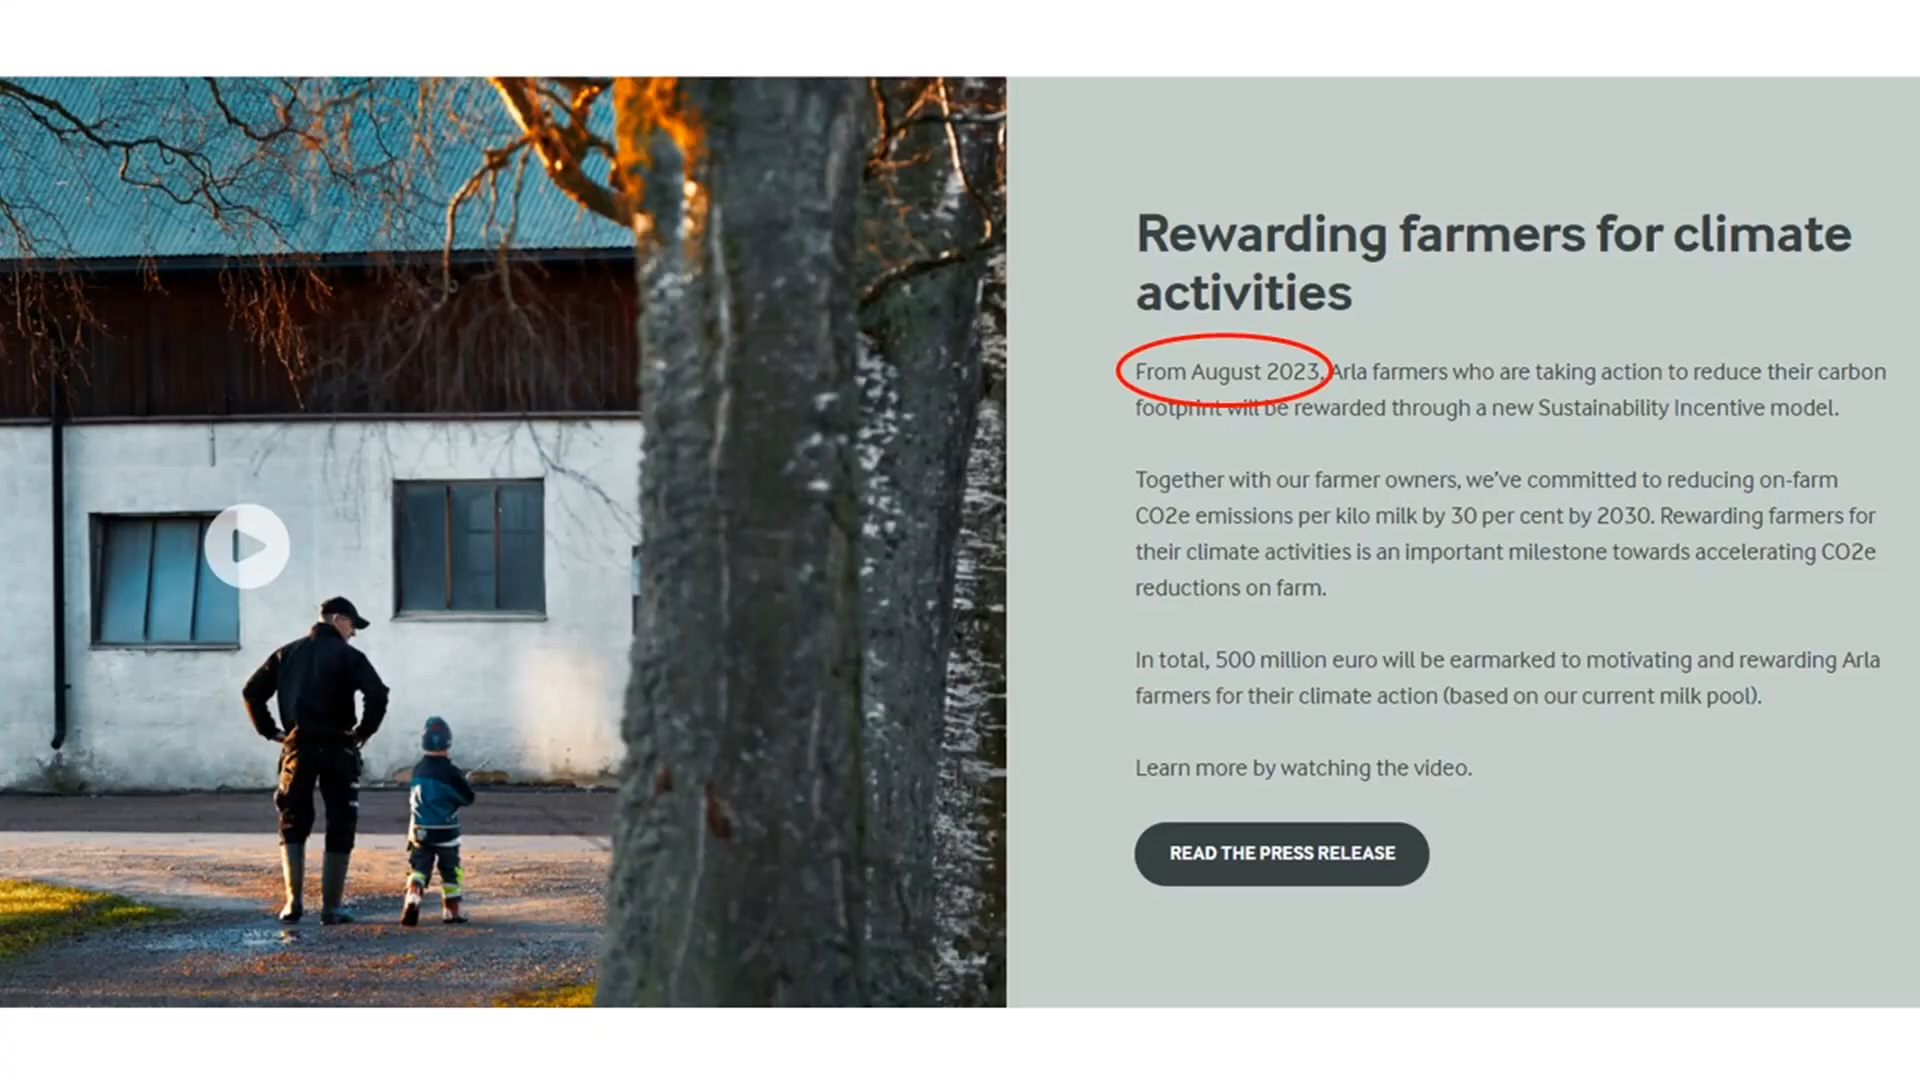 Rewarding farmers for climate
activities
From August 2023, Arla farmers who are taking action to reduce their carbon
footprint will be rewarded through a new Sustainability Incentive model.
Together with our farmer owners, we've committed to reducing on-farm
CO2e emissions per kilo milk by 30 per cent by 2030. Rewarding farmers for
their climate activities is an important milestone towards accelerating CO2e
reductions on farm.
In total, 500 million euro will be earmarked to motivating and rewarding Arla
farmers for their climate action (based on our current milk pool).
Learn more by watching the video.
READ THE PRESS RELEASE